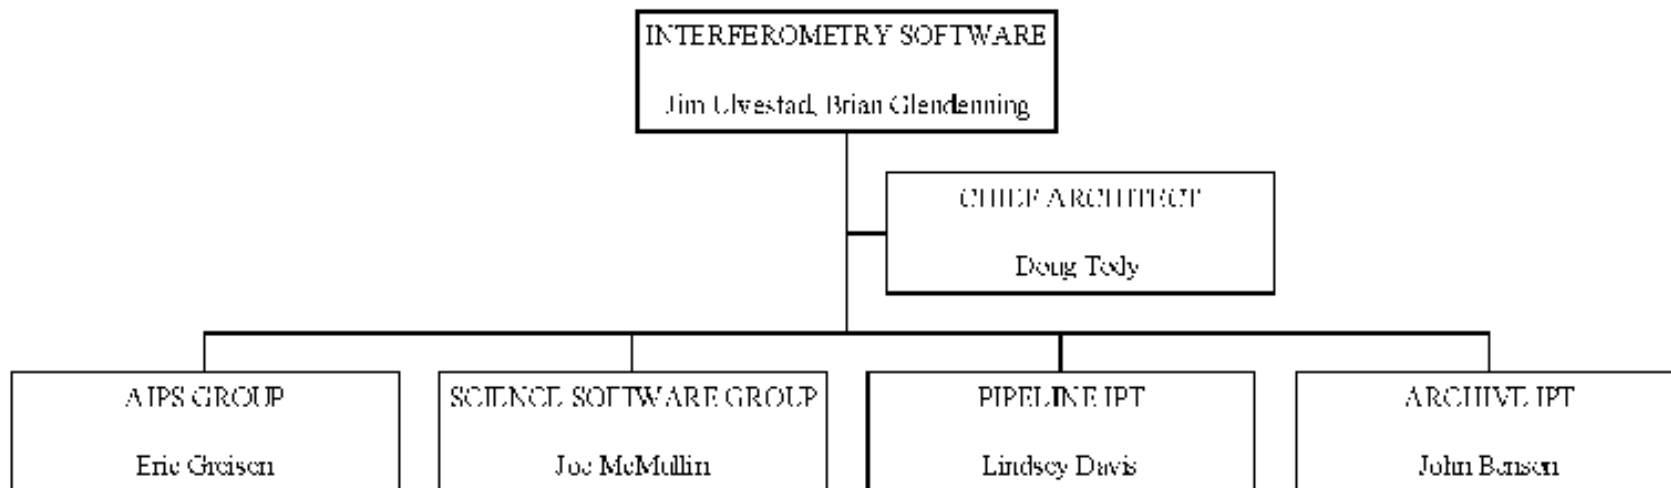 INTERFEROMETRY SOFTWARE
Jim Ulvestad, Brian Glendenning
CHIEF ARCHITECT
Doug Tody
AIPS GROUP
Eric Greisen
SCIENCE SOFTWARE GROUP
Joe McMullin
PIPELINE IPT
Lindsey Davis
ARCHIVE IPT
John Benson